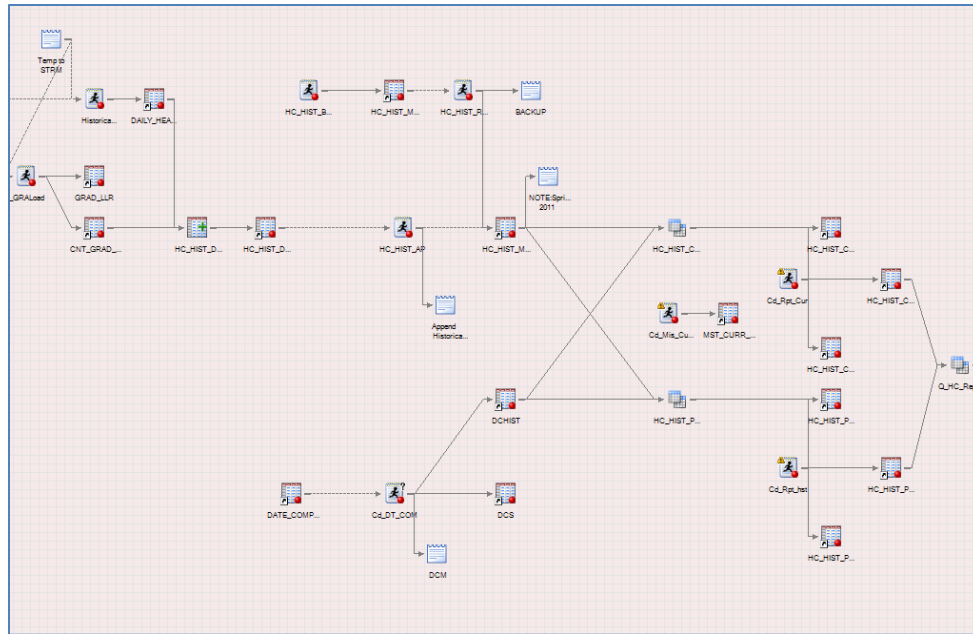 Temp to
STRM
Historica...
DAILY_HEA...
HC_HIST_B...
HC_HIST_M...
HC_HIST_R...
BACKUP
_GRALoad
GRAD_LLR
NOTE:Spri...
2011
CNT_GRAD_...
HC_HIST_D...
HC_HIST_D...
HC_HIST_AP
HC_HIST_M...
HC_HIST_C...
HC_HIST_C...
Cd_Rpt_Cur
HC_HIST_C...
Append
Historica...
Cd_Mis_Cu...
MST_CURR_...
HC_HIST_C...
Q_HC_Re
DCHIST
HC_HIST_P...
HC_HIST_P...
Cd_Rpt_hst
HC_HIST_P...
DATE_COMP...
Cd_DT_COM
DCS
HC_HIST_P...
DCM